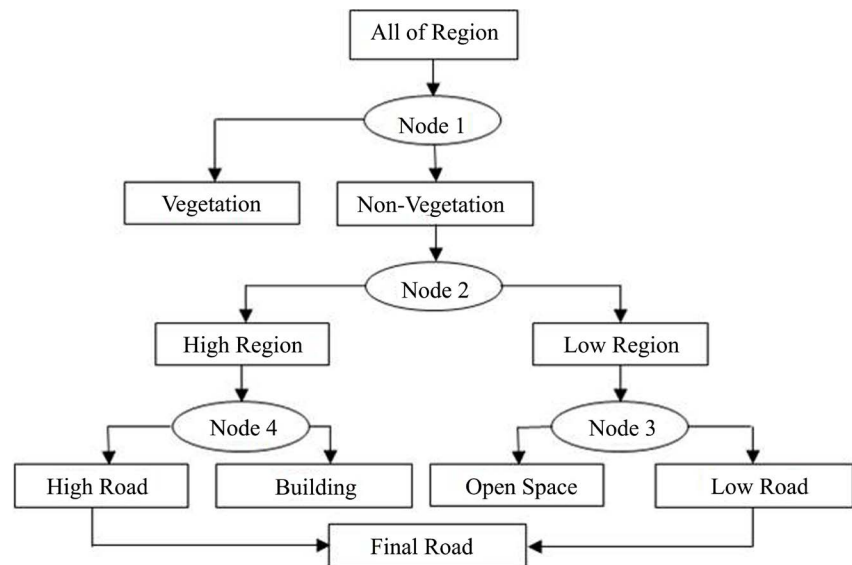 All of Region
Node 1
Vegetation
Non-Vegetation
Node 2
High Region
Low Region
Node 4
Node 3
High Road
Building
Open Space
Low Road
Final Road